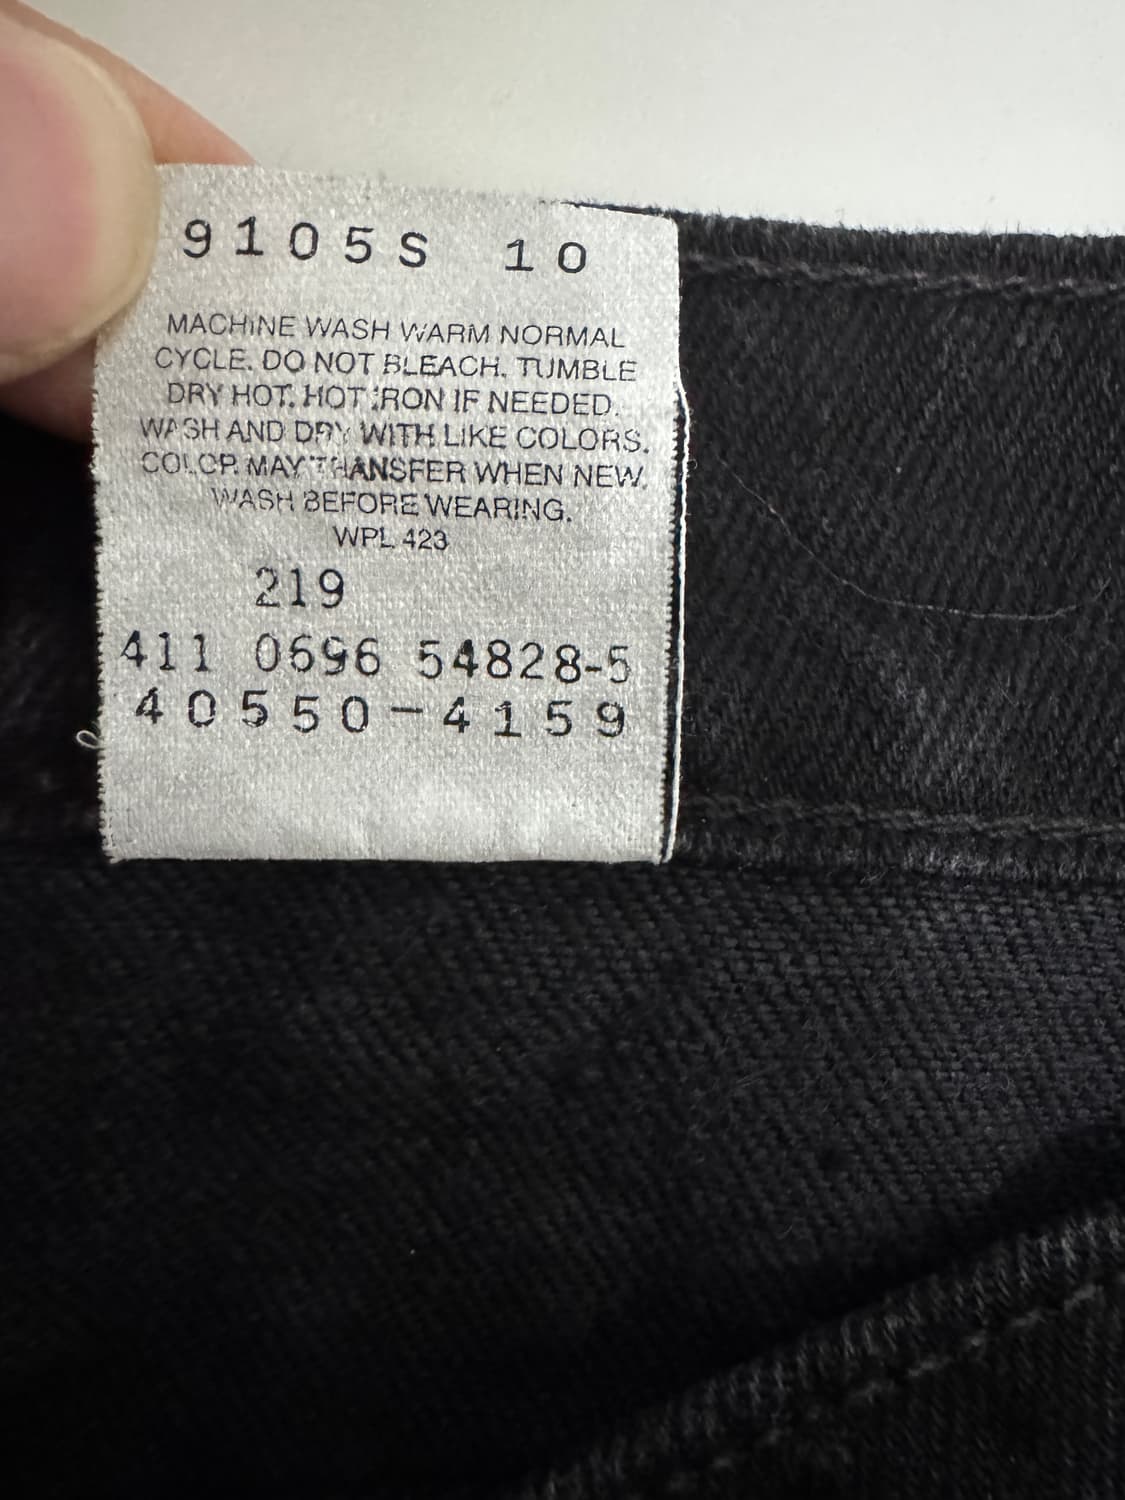 9105S 10
MACHINE WASH WARM NORMAL
CYCLE. DO NOT BLEACH. TUMBLE
DRY HOT. HOT IRON IF NEEDED.
WASH AND DRY WITH LIKE COLORS.
COLOR MAY TRANSFER WHEN NEW.
WASH BEFORE WEARING.
WPL 423
219
411 0696 54828-5
40550-4159